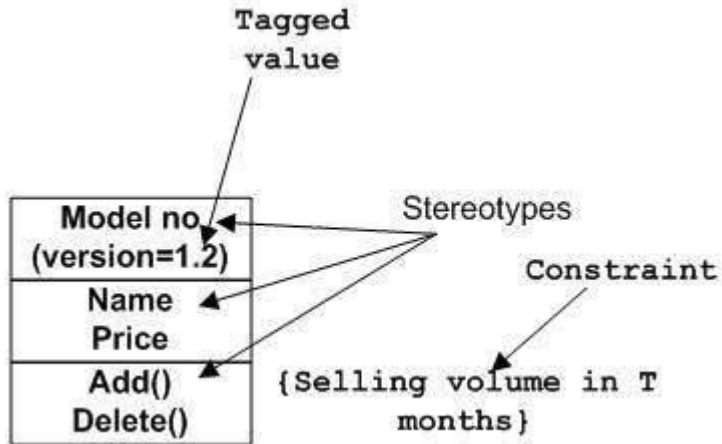 Tagged
value
Stereotypes
Model no
(version=1.2)
Constraint
Name
Price
Add()
Delete()
{Selling volume in T
months}